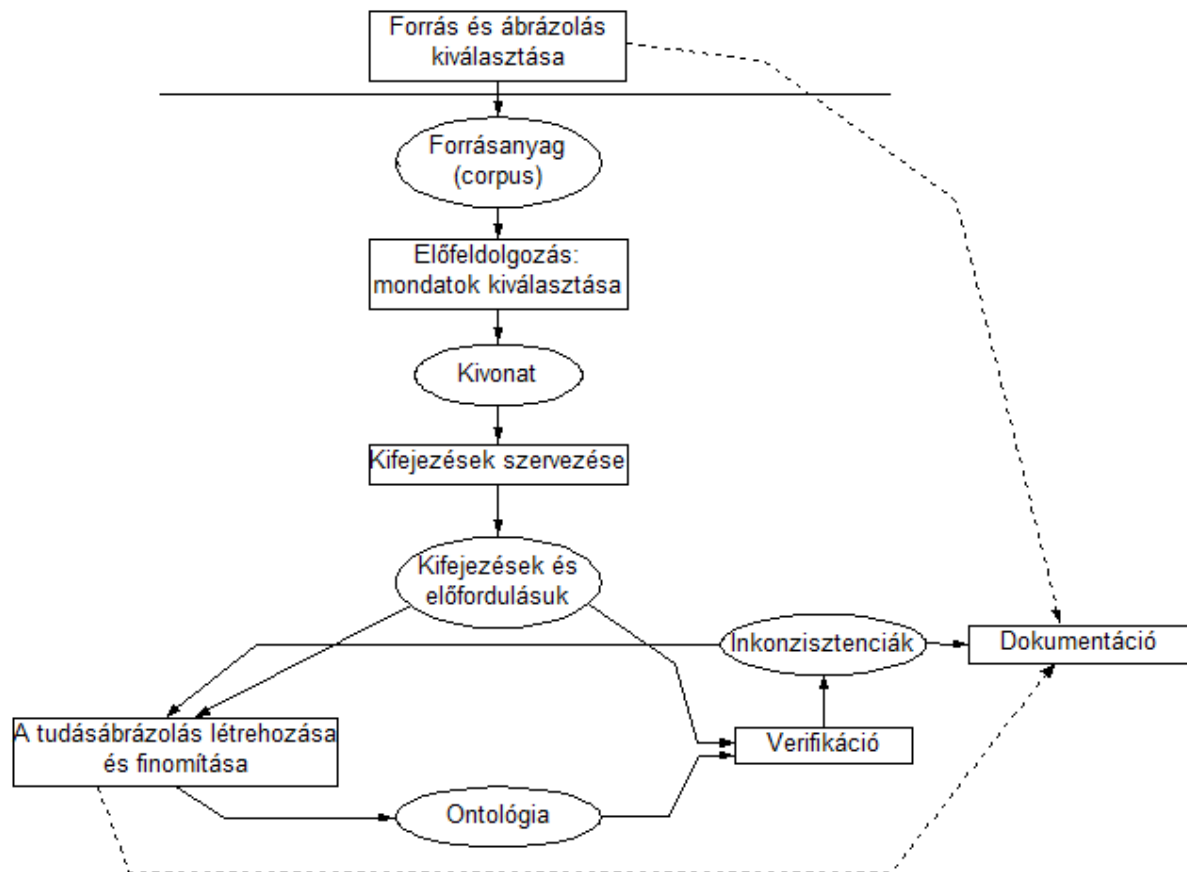 Forrás és ábrázolás
kiválasztása
Forrásanyag
(corpus)
Előfeldolgozás:
mondatok kiválasztása
Kivonat
Kifejezések szervezése
Kifejezések és
előfordulásuk
Inkonzisztenciák
Dokumentáció
A tudásábrázolás létrehozása
és finomítása
Verifikáció
Ontológia